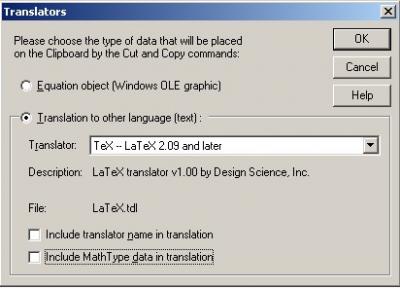 Translators
Please choose the type of data that will be placed
on the Clipboard by the Cut and Copy commands:
OK
Cancel
Help
Equation object (Windows OLE graphic)
Translation to other language (text) :
Translator:
TeX -- LaTeX 2.09 and later
Description:
LaTeX translator v1.00 by Design Science, Inc.
File:
LaTeX.tdl
Include translator name in translation
Include MathType data in translation